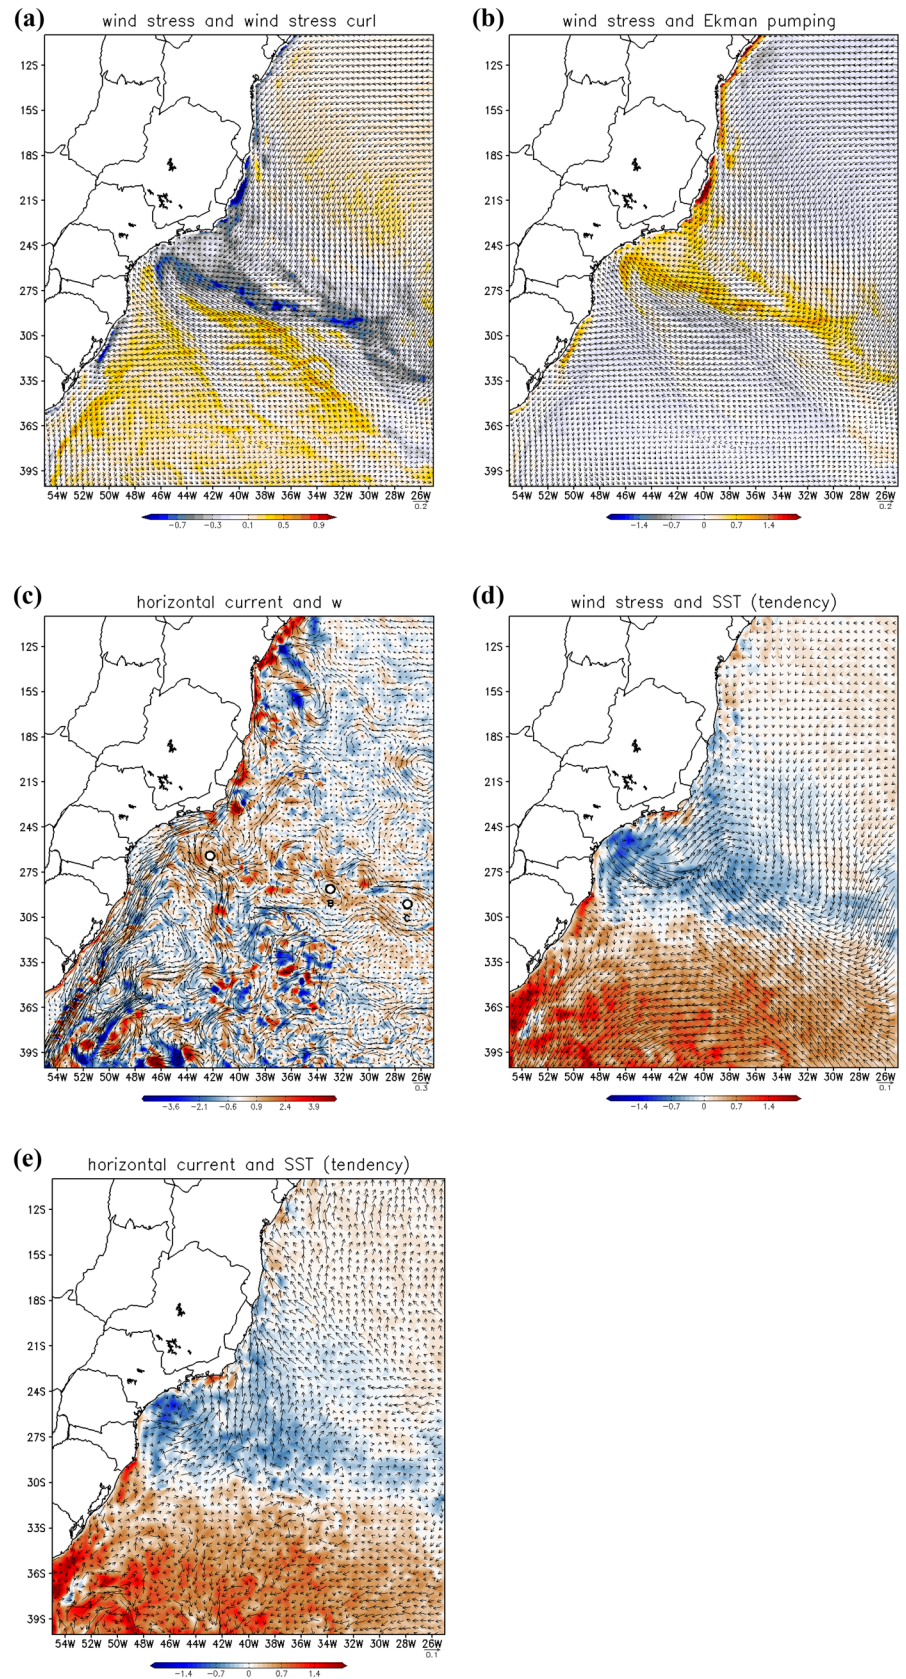 (a)
wind stress and wind stress curl
12S
15S
18S
21S
24S
27S
30S
33S
36S
39S
54W 52W 50W 48W 46W 44W 42W 40W 38W 36W 34W 32W 30W 28W 26W
0.2
-0.7 -0.3 0.1 0.5 0.9
(b)
wind stress and Ekman pumping
12S
15S
18S
21S
24S
27S
30S
33S
36S
39S
54W 52W 50W 48W 46W 44W 42W 40W 38W 36W 34W 32W 30W 28W 26W
0.2
-1.4 -0.7 0 0.7 1.4
(c)
horizontal current and w
12S
15S
18S
21S
24S
27S
30S
33S
36S
39S
A
B
C
54W 52W 50W 48W 46W 44W 42W 40W 38W 36W 34W 32W 30W 28W 26W
0.3
-3.6 -2.1 -0.6 0.9 2.4 3.9
(d)
wind stress and SST (tendency)
12S
15S
18S
21S
24S
27S
30S
33S
36S
39S
54W 52W 50W 48W 46W 44W 42W 40W 38W 36W 34W 32W 30W 28W 26W
0.1
-1.4 -0.7 0 0.7 1.4
(e)
horizontal current and SST (tendency)
12S
15S
18S
21S
24S
27S
30S
33S
36S
39S
54W 52W 50W 48W 46W 44W 42W 40W 38W 36W 34W 32W 30W 28W 26W
0.1
-1.4 -0.7 0 0.7 1.4